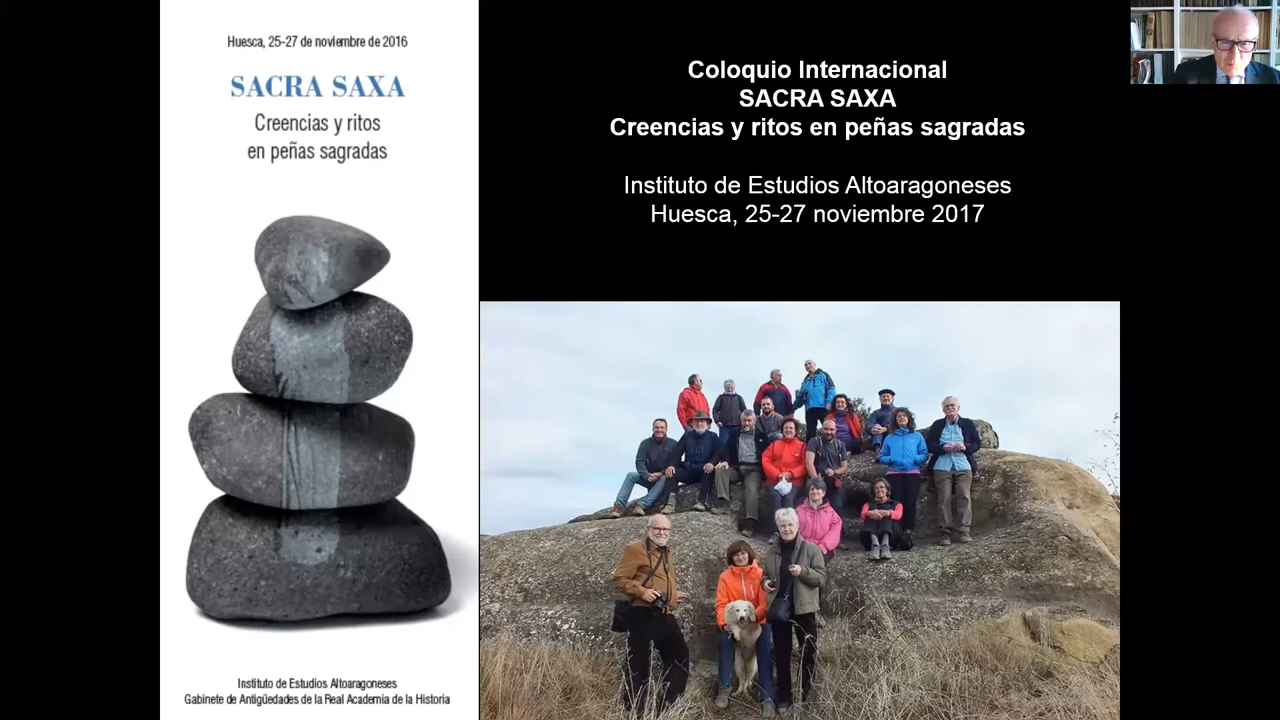 Huesca, 25-27 de noviembre de 2016
SACRA SAXA
Creencias y ritos
en peñas sagradas
Instituto de Estudios Altoaragoneses
Gabinete de Antigüedades de la Real Academia de la Historia
Coloquio Internacional
SACRA SAXA
Creencias y ritos en peñas sagradas
Instituto de Estudios Altoaragoneses
Huesca, 25-27 noviembre 2017